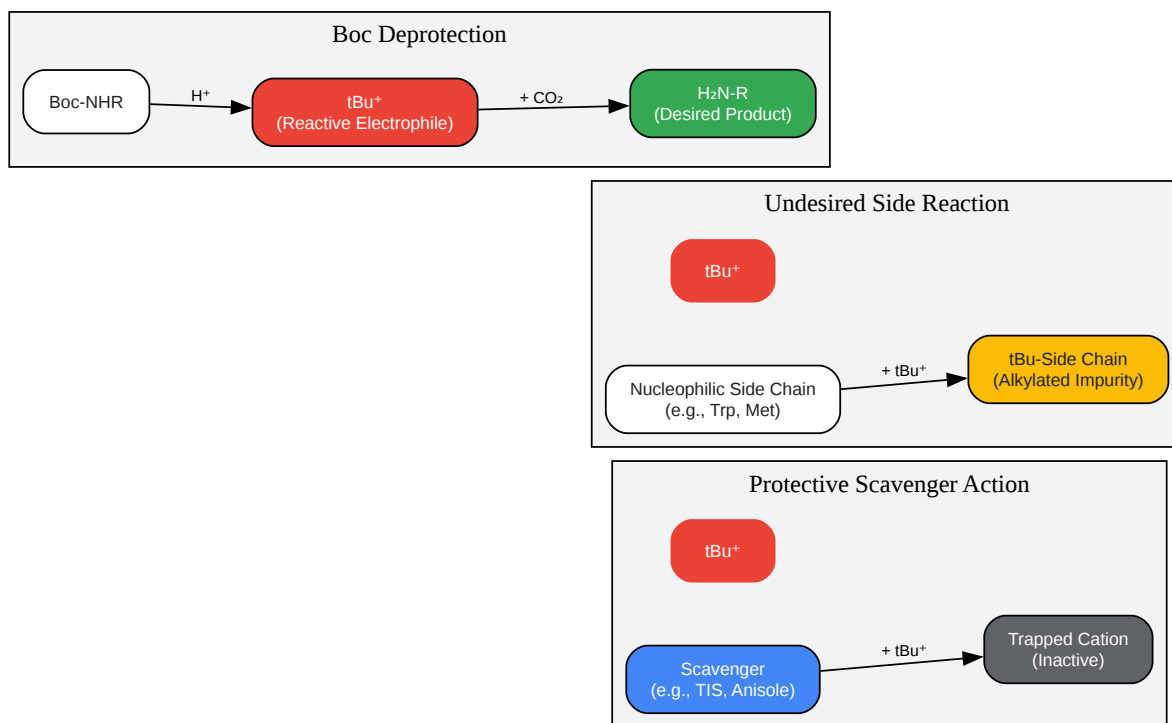 Boc Deprotection
Boc-NHR
H⁺
tBu⁺
(Reactive Electrophile)
+ CO₂
H₂N-R
(Desired Product)
Undesired Side Reaction
tBu⁺
Nucleophilic Side Chain
(e.g., Trp, Met)
+ tBu⁺
tBu-Side Chain
(Alkylated Impurity)
Protective Scavenger Action
tBu⁺
Scavenger
(e.g., TIS, Anisole)
+ tBu⁺
Trapped Cation
(Inactive)